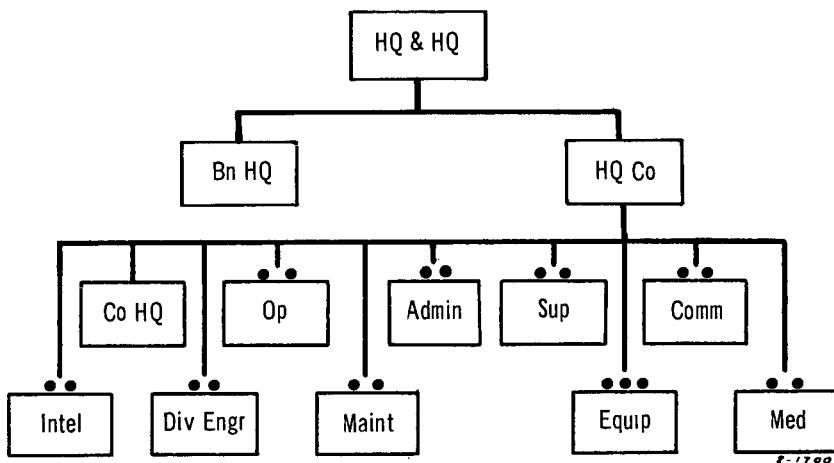 HQ & HQ
Bn HQ
HQ Co
Co HQ
Op
Admin
Sup
Comm
Intel
Div Engr
Maint
Equip
Med